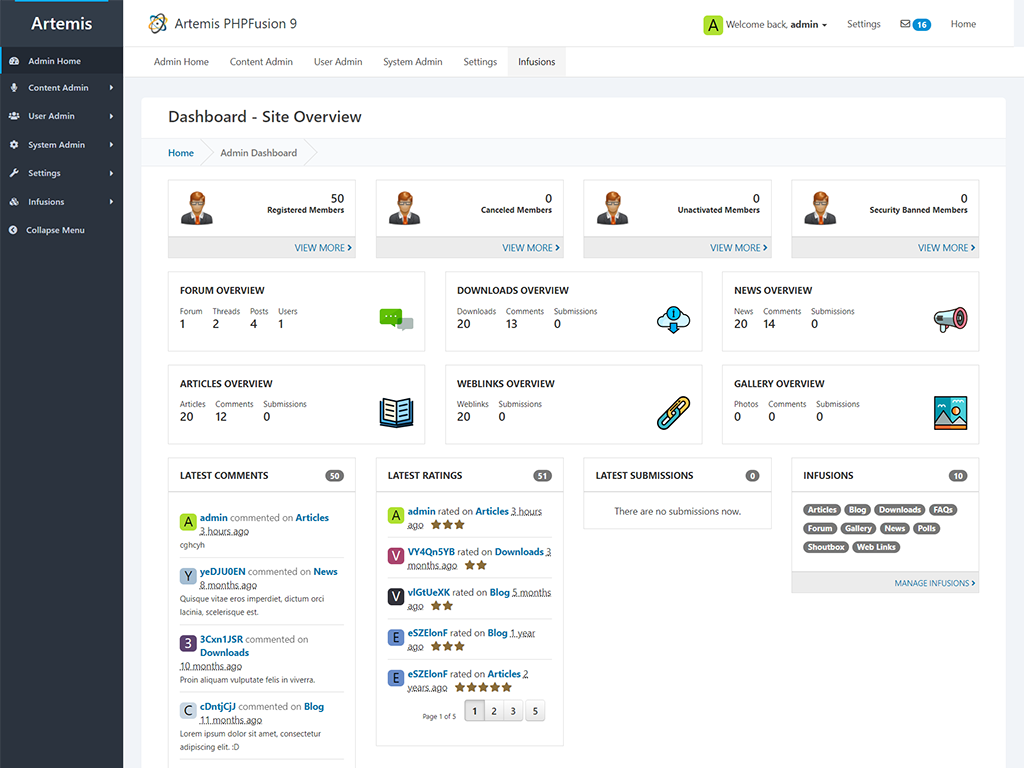 Artemis
Admin Home
Content Admin
User Admin
System Admin
Settings
Infusions
Collapse Menu
Artemis PHPFusion 9
A Welcome back, admin
Settings
16
Home
Admin Home Content Admin User Admin System Admin Settings Infusions
Dashboard - Site Overview
Home Admin Dashboard
50
Registered Members
VIEW MORE
0
Canceled Members
VIEW MORE
0
Unactivated Members
VIEW MORE
0
Security Banned Members
VIEW MORE
FORUM OVERVIEW
Forum Threads Posts Users
1 2 4 1
DOWNLOADS OVERVIEW
Downloads Comments Submissions
20 13 0
NEWS OVERVIEW
News Comments Submissions
20 14 0
ARTICLES OVERVIEW
Articles Comments Submissions
20 12 0
WEBLINKS OVERVIEW
Weblinks Submissions
20 0
GALLERY OVERVIEW
Photos Comments Submissions
0 0 0
LATEST COMMENTS 50
A admin commented on Articles
3 hours ago
cghcyh
Y yeDJU0EN commented on News
8 months ago
Quisque vitae eros imperdiet, dictum orci
lacinia, scelerisque est.
3 3Cxn1JSR commented on
Downloads
10 months ago
Proin aliquam vulputate felis in viverra.
C cDntjCjJ commented on Blog
11 months ago
Lorem ipsum dolor sit amet, consectetur
adipiscing elit. :D
LATEST RATINGS 51
A admin rated on Articles 3 hours
ago
V VY4Qn5YB rated on Downloads 3
months ago
V vlGtUeXK rated on Blog 5 months
ago
E eSZElonF rated on Blog 1 year
ago
E eSZElonF rated on Articles 2
years ago
Page 1 of 5 1 2 3 5
LATEST SUBMISSIONS 0
There are no submissions now.
INFUSIONS 10
Articles Blog Downloads FAQs
Forum Gallery News Polls
Shoutbox Web Links
MANAGE INFUSIONS